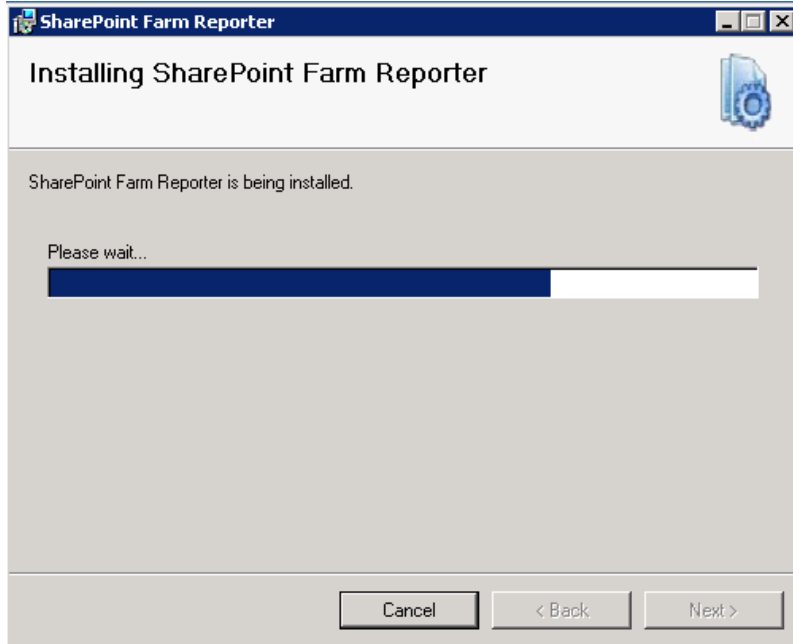 SharePoint Farm Reporter
Installing SharePoint Farm Reporter
SharePoint Farm Reporter is being installed.
Please wait...
Cancel
< Back
Next >